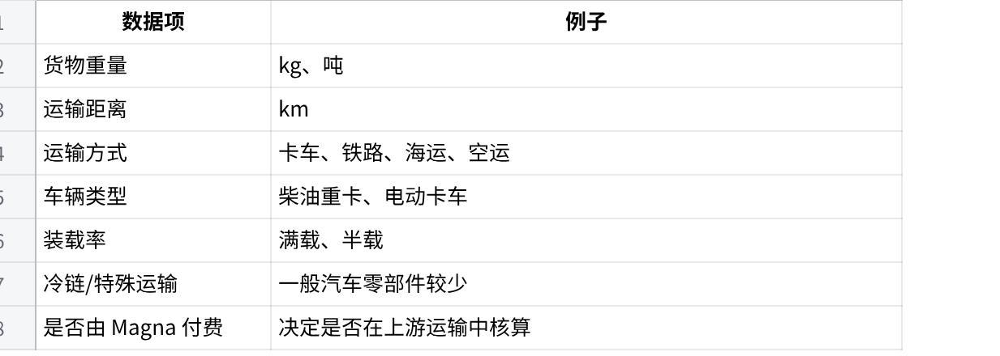 1 数据项 例子
2 货物重量 kg、吨
3 运输距离 km
4 运输方式 卡车、铁路、海运、空运
5 车辆类型 柴油重卡、电动卡车
6 装载率 满载、半载
7 冷链/特殊运输 一般汽车零部件较少
8 是否由 Magna 付费 决定是否在上游运输中核算